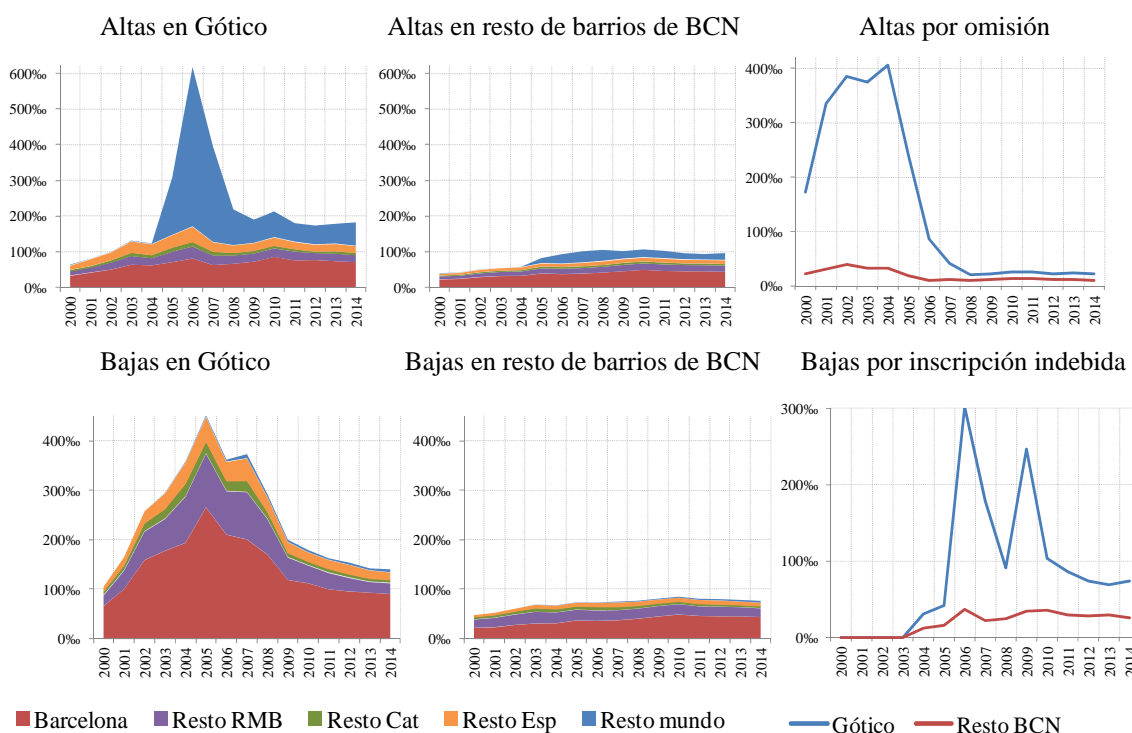 Altas en Gótico
Altas en resto de barrios de BCN
Altas por omisión
600‰
500‰
400‰
300‰
200‰
100‰
0‰
2000 2001 2002 2003 2004 2005 2006 2007 2008 2009 2010 2011 2012 2013 2014
600‰
500‰
400‰
300‰
200‰
100‰
0‰
2000 2001 2002 2003 2004 2005 2006 2007 2008 2009 2010 2011 2012 2013 2014
400‰
300‰
200‰
100‰
0‰
2000 2001 2002 2003 2004 2005 2006 2007 2008 2009 2010 2011 2012 2013 2014
Bajas en Gótico
Bajas en resto de barrios de BCN
Bajas por inscripción indebida
400‰
300‰
200‰
100‰
0‰
2000 2001 2002 2003 2004 2005 2006 2007 2008 2009 2010 2011 2012 2013 2014
400‰
300‰
200‰
100‰
0‰
2000 2001 2002 2003 2004 2005 2006 2007 2008 2009 2010 2011 2012 2013 2014
300‰
200‰
100‰
0‰
2000 2001 2002 2003 2004 2005 2006 2007 2008 2009 2010 2011 2012 2013 2014
Barcelona Resto RMB Resto Cat Resto Esp Resto mundo
Gótico Resto BCN